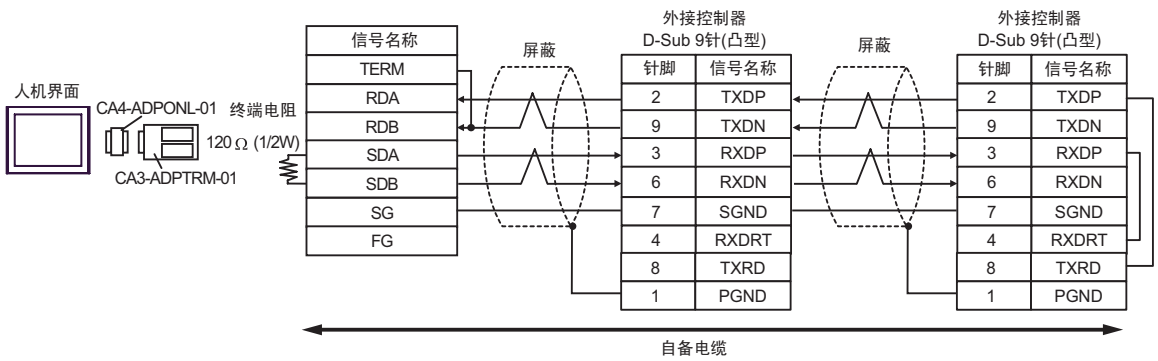 人机界面
CA4-ADPONL-01
CA3-ADPTRM-01
终端电阻
120 Ω (1/2W)
信号名称
TERM
RDA
RDB
SDA
SDB
SG
FG
屏蔽
外接控制器
D-Sub 9针(凸型)
针脚 信号名称
2 TXDP
9 TXDN
3 RXDP
6 RXDN
7 SGND
4 RXDRT
8 TXRD
1 PGND
屏蔽
外接控制器
D-Sub 9针(凸型)
针脚 信号名称
2 TXDP
9 TXDN
3 RXDP
6 RXDN
7 SGND
4 RXDRT
8 TXRD
1 PGND
自备电缆